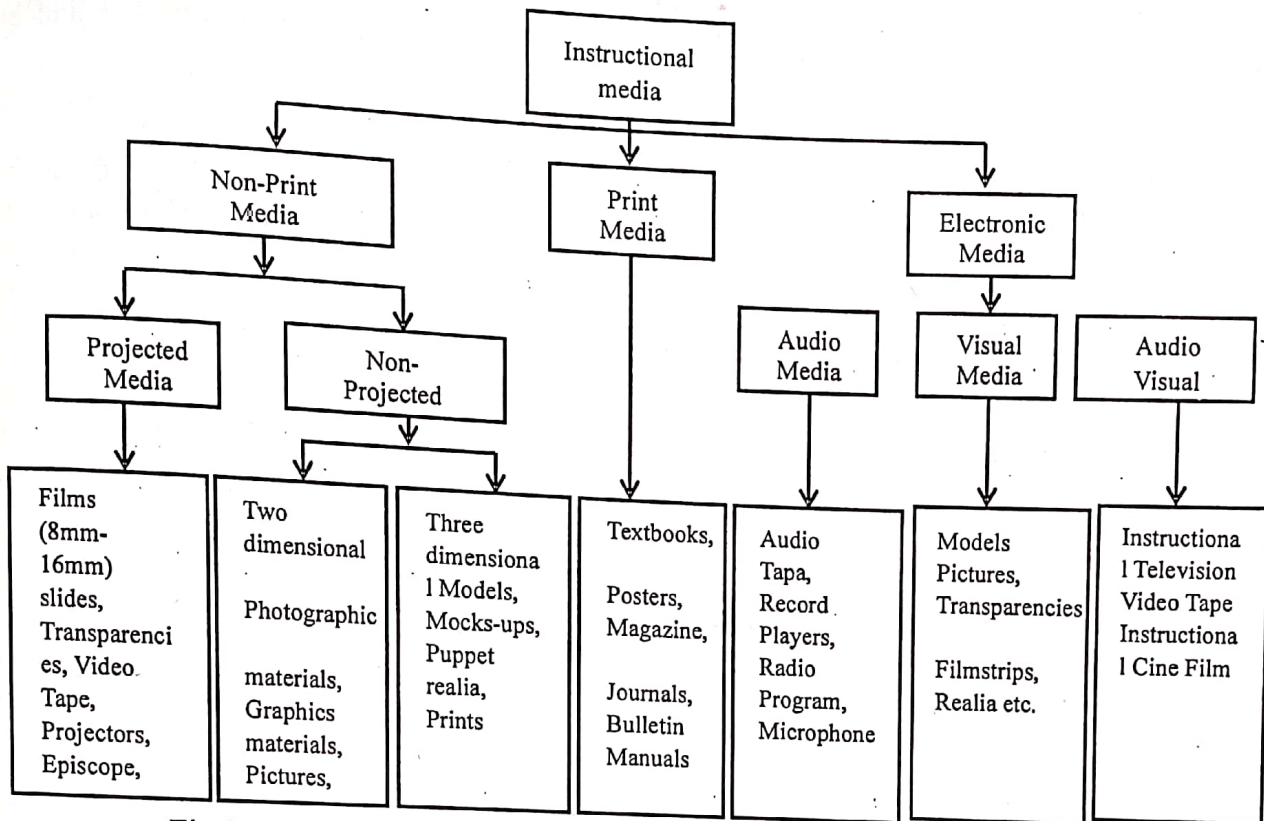 Instructional
media
Non-Print
Media
Print
Media
Electronic
Media
Projected
Media
Non-
Projected
Audio
Media
Visual
Media
Audio
Visual
Films
(8mm-
16mm)
slides,
Transparenci
es, Video
Tape,
Projectors,
Episcope,
Two
dimensional
Photographic
materials,
Graphics
materials,
Pictures,
Three
dimensiona
l Models,
Mocks-ups,
Puppet
realia,
Prints
Textbooks,
Posters,
Magazine,
Journals,
Bulletin
Manuals
Audio
Tapa,
Record
Players,
Radio
Program,
Microphone
Models
Pictures,
Transparencies
Filmstrips,
Realia etc.
Instructiona
l Television
Video Tape
Instructiona
l Cine Film